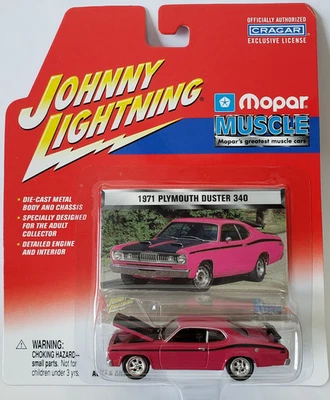 OFFICIALLY AUTHORIZED
CRAGAR
EXCLUSIVE LICENSE
JOHNNY
LIGHTNING
Mopar
MUSCLE
Mopar's greatest muscle cars
1971 PLYMOUTH DUSTER 340
• DIE-CAST METAL
BODY AND CHASSIS
• SPECIALLY DESIGNED
FOR THE ADULT
COLLECTOR
• DETAILED ENGINE
AND INTERIOR
WARNING:
CHOKING HAZARD—
Small parts. Not for
children under 3 yrs.